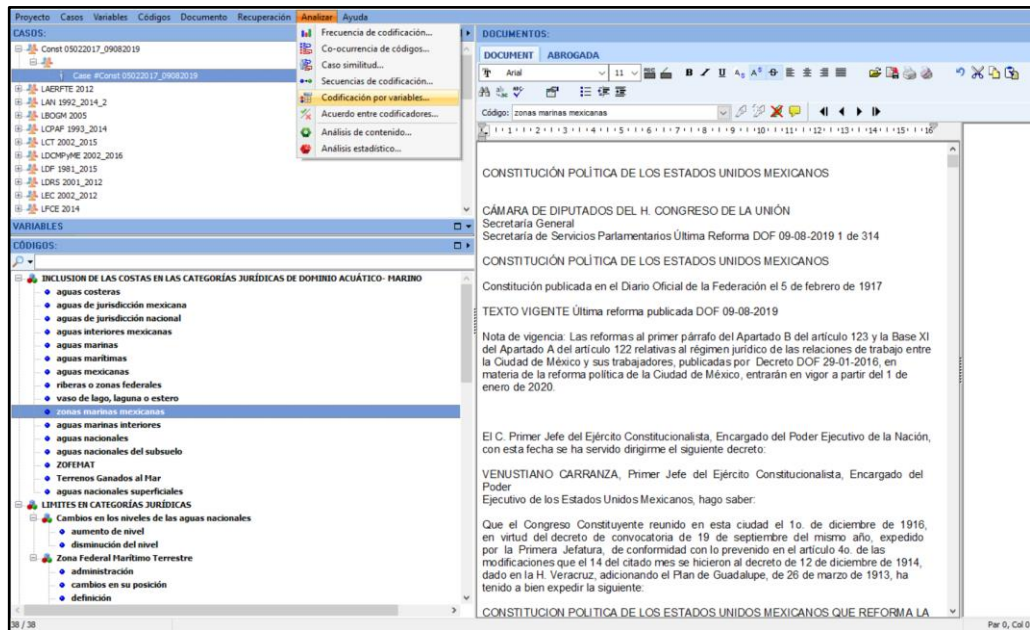 Proyecto Casos Variables Códigos Documento Recuperación Analizar Ayuda
CASOS:
Const 05022017_09082019
Case #Const 05022017_09082019
LAERFTE 2012
LAN 1992_2014_2
LBOGM 2005
LCPAF 1993_2014
LCT 2002_2015
LDCMPyME 2002_2016
LDF 1981_2015
LDRS 2001_2012
LEC 2002_2012
LFCE 2014
Frecuencia de codificación...
Co-ocurrencia de códigos...
Caso similitud...
Secuencias de codificación...
Codificación por variables...
Acuerdo entre codificadores...
Análisis de contenido...
Análisis estadístico...
VARIABLES
CÓDIGOS:
INCLUSION DE LAS COSTAS EN LAS CATEGORÍAS JURÍDICAS DE DOMINIO ACUÁTICO- MARINO
aguas costeras
aguas de jurisdicción mexicana
aguas de jurisdicción nacional
aguas interiores mexicanas
aguas marinas
aguas marítimas
aguas mexicanas
riberas o zonas federales
vaso de lago, laguna o estero
zonas marinas mexicanas
aguas marinas interiores
aguas nacionales
aguas nacionales del subsuelo
ZOFEMAT
Terrenos Ganados al Mar
aguas nacionales superficiales
LIMITES EN CATEGORÍAS JURÍDICAS
Cambios en los niveles de las aguas nacionales
aumento de nivel
disminución del nivel
Zona Federal Marítimo Terrestre
administración
cambios en su posición
definición
38 / 38
DOCUMENTOS:
DOCUMENT ABROGADA
Arial 11
Código: zonas marinas mexicanas
1 2 3 4 5 6 7 8 9 10 11 12 13 14 15 16
CONSTITUCIÓN POLÌTICA DE LOS ESTADOS UNIDOS MEXICANOS
CÁMARA DE DIPUTADOS DEL H. CONGRESO DE LA UNIÓN
Secretaría General
Secretaría de Servicios Parlamentarios Última Reforma DOF 09-08-2019 1 de 314
CONSTITUCIÓN POLÌTICA DE LOS ESTADOS UNIDOS MEXICANOS
Constitución publicada en el Diario Oficial de la Federación el 5 de febrero de 1917
TEXTO VIGENTE Última reforma publicada DOF 09-08-2019
Nota de vigencia: Las reformas al primer párrafo del Apartado B del artículo 123 y la Base XI
del Apartado A del artículo 122 relativas al régimen jurídico de las relaciones de trabajo entre
la Ciudad de México y sus trabajadores, publicadas por Decreto DOF 29-01-2016, en
materia de la reforma política de la Ciudad de México, entrarán en vigor a partir del 1 de
enero de 2020.
El C. Primer Jefe del Ejército Constitucionalista, Encargado del Poder Ejecutivo de la Nación,
con esta fecha se ha servido dirigirme el siguiente decreto:
VENUSTIANO CARRANZA, Primer Jefe del Ejército Constitucionalista, Encargado del
Poder
Ejecutivo de los Estados Unidos Mexicanos, hago saber:
Que el Congreso Constituyente reunido en esta ciudad el 1o. de diciembre de 1916,
en virtud del decreto de convocatoria de 19 de septiembre del mismo año, expedido
por la Primera Jefatura, de conformidad con lo prevenido en el artículo 4o. de las
modificaciones que el 14 del citado mes se hicieron al decreto de 12 de diciembre de 1914,
dado en la H. Veracruz, adicionando el Plan de Guadalupe, de 26 de marzo de 1913, ha
tenido a bien expedir la siguiente:
CONSTITUCION POLITICA DE LOS ESTADOS UNIDOS MEXICANOS QUE REFORMA LA
Par 0, Col 0